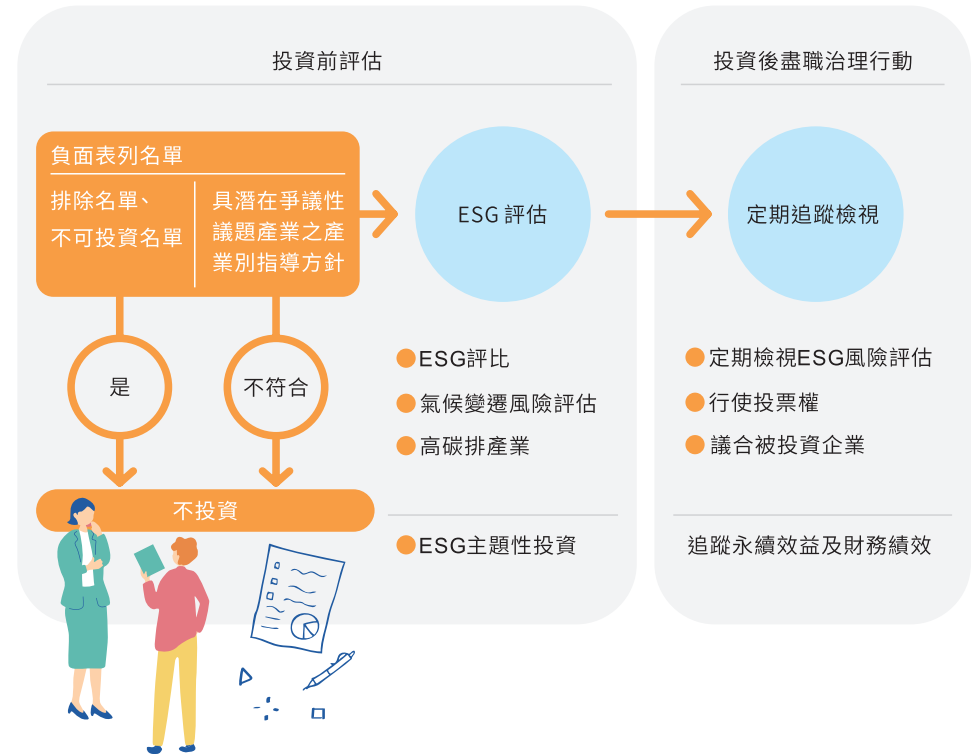 投資前評估
負面表列名單
排除名單、
不可投資名單
具潛在爭議性
議題產業之產
業別指導方針
是
不符合
不投資
ESG 評估
ESG評比
氣候變遷風險評估
高碳排產業
ESG主題性投資
投資後盡職治理行動
定期追蹤檢視
定期檢視ESG風險評估
行使投票權
議合被投資企業
追蹤永續效益及財務績效